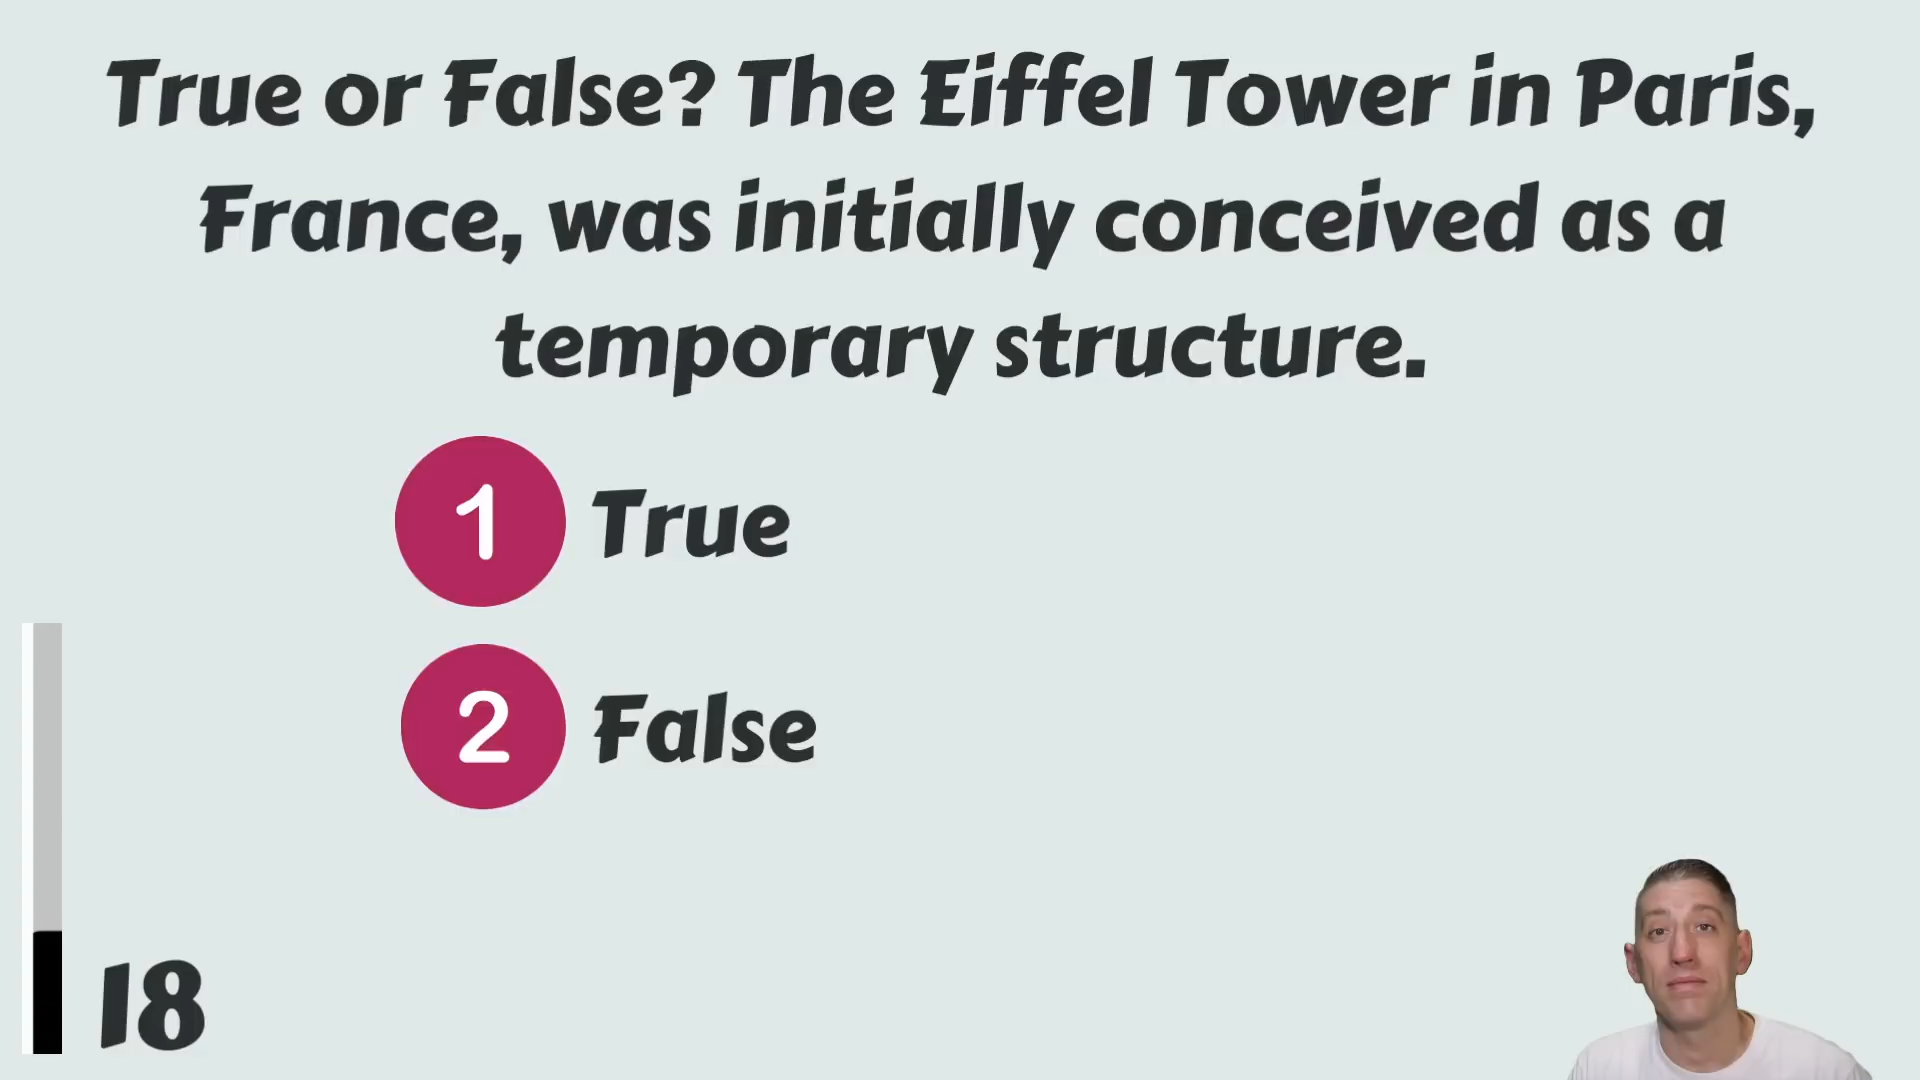 True or False? The Eiffel Tower in Paris,
France, was initially conceived as a
temporary structure.
1 True
2 False
18